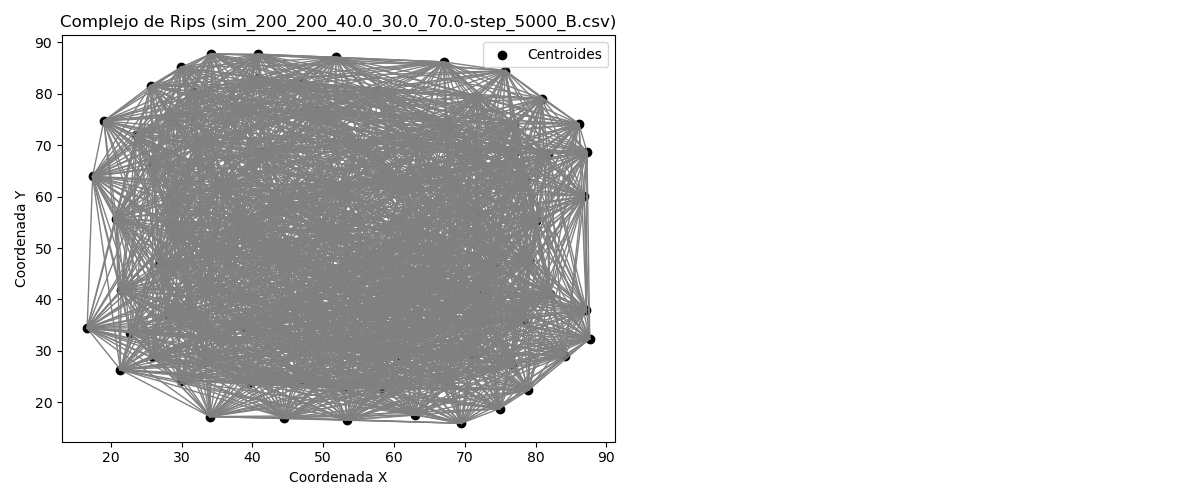 Complejo de Rips (sim_200_200_40.0_30.0_70.0-step_5000_B.csv)
Centroides
90
80
70
60
50
40
30
20
Coordenada Y
20 30 40 50 60 70 80 90
Coordenada X